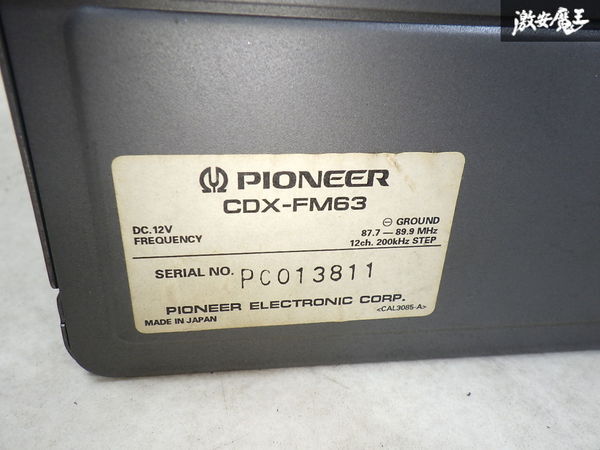 激安魔王
PIONEER
CDX-FM63
DC.12V ⊖ GROUND
FREQUENCY 87.7 — 89.9 MHz
12ch. 200kHz STEP
SERIAL NO. PC013811
PIONEER ELECTRONIC CORP.
MADE IN JAPAN <CAL3085-A>